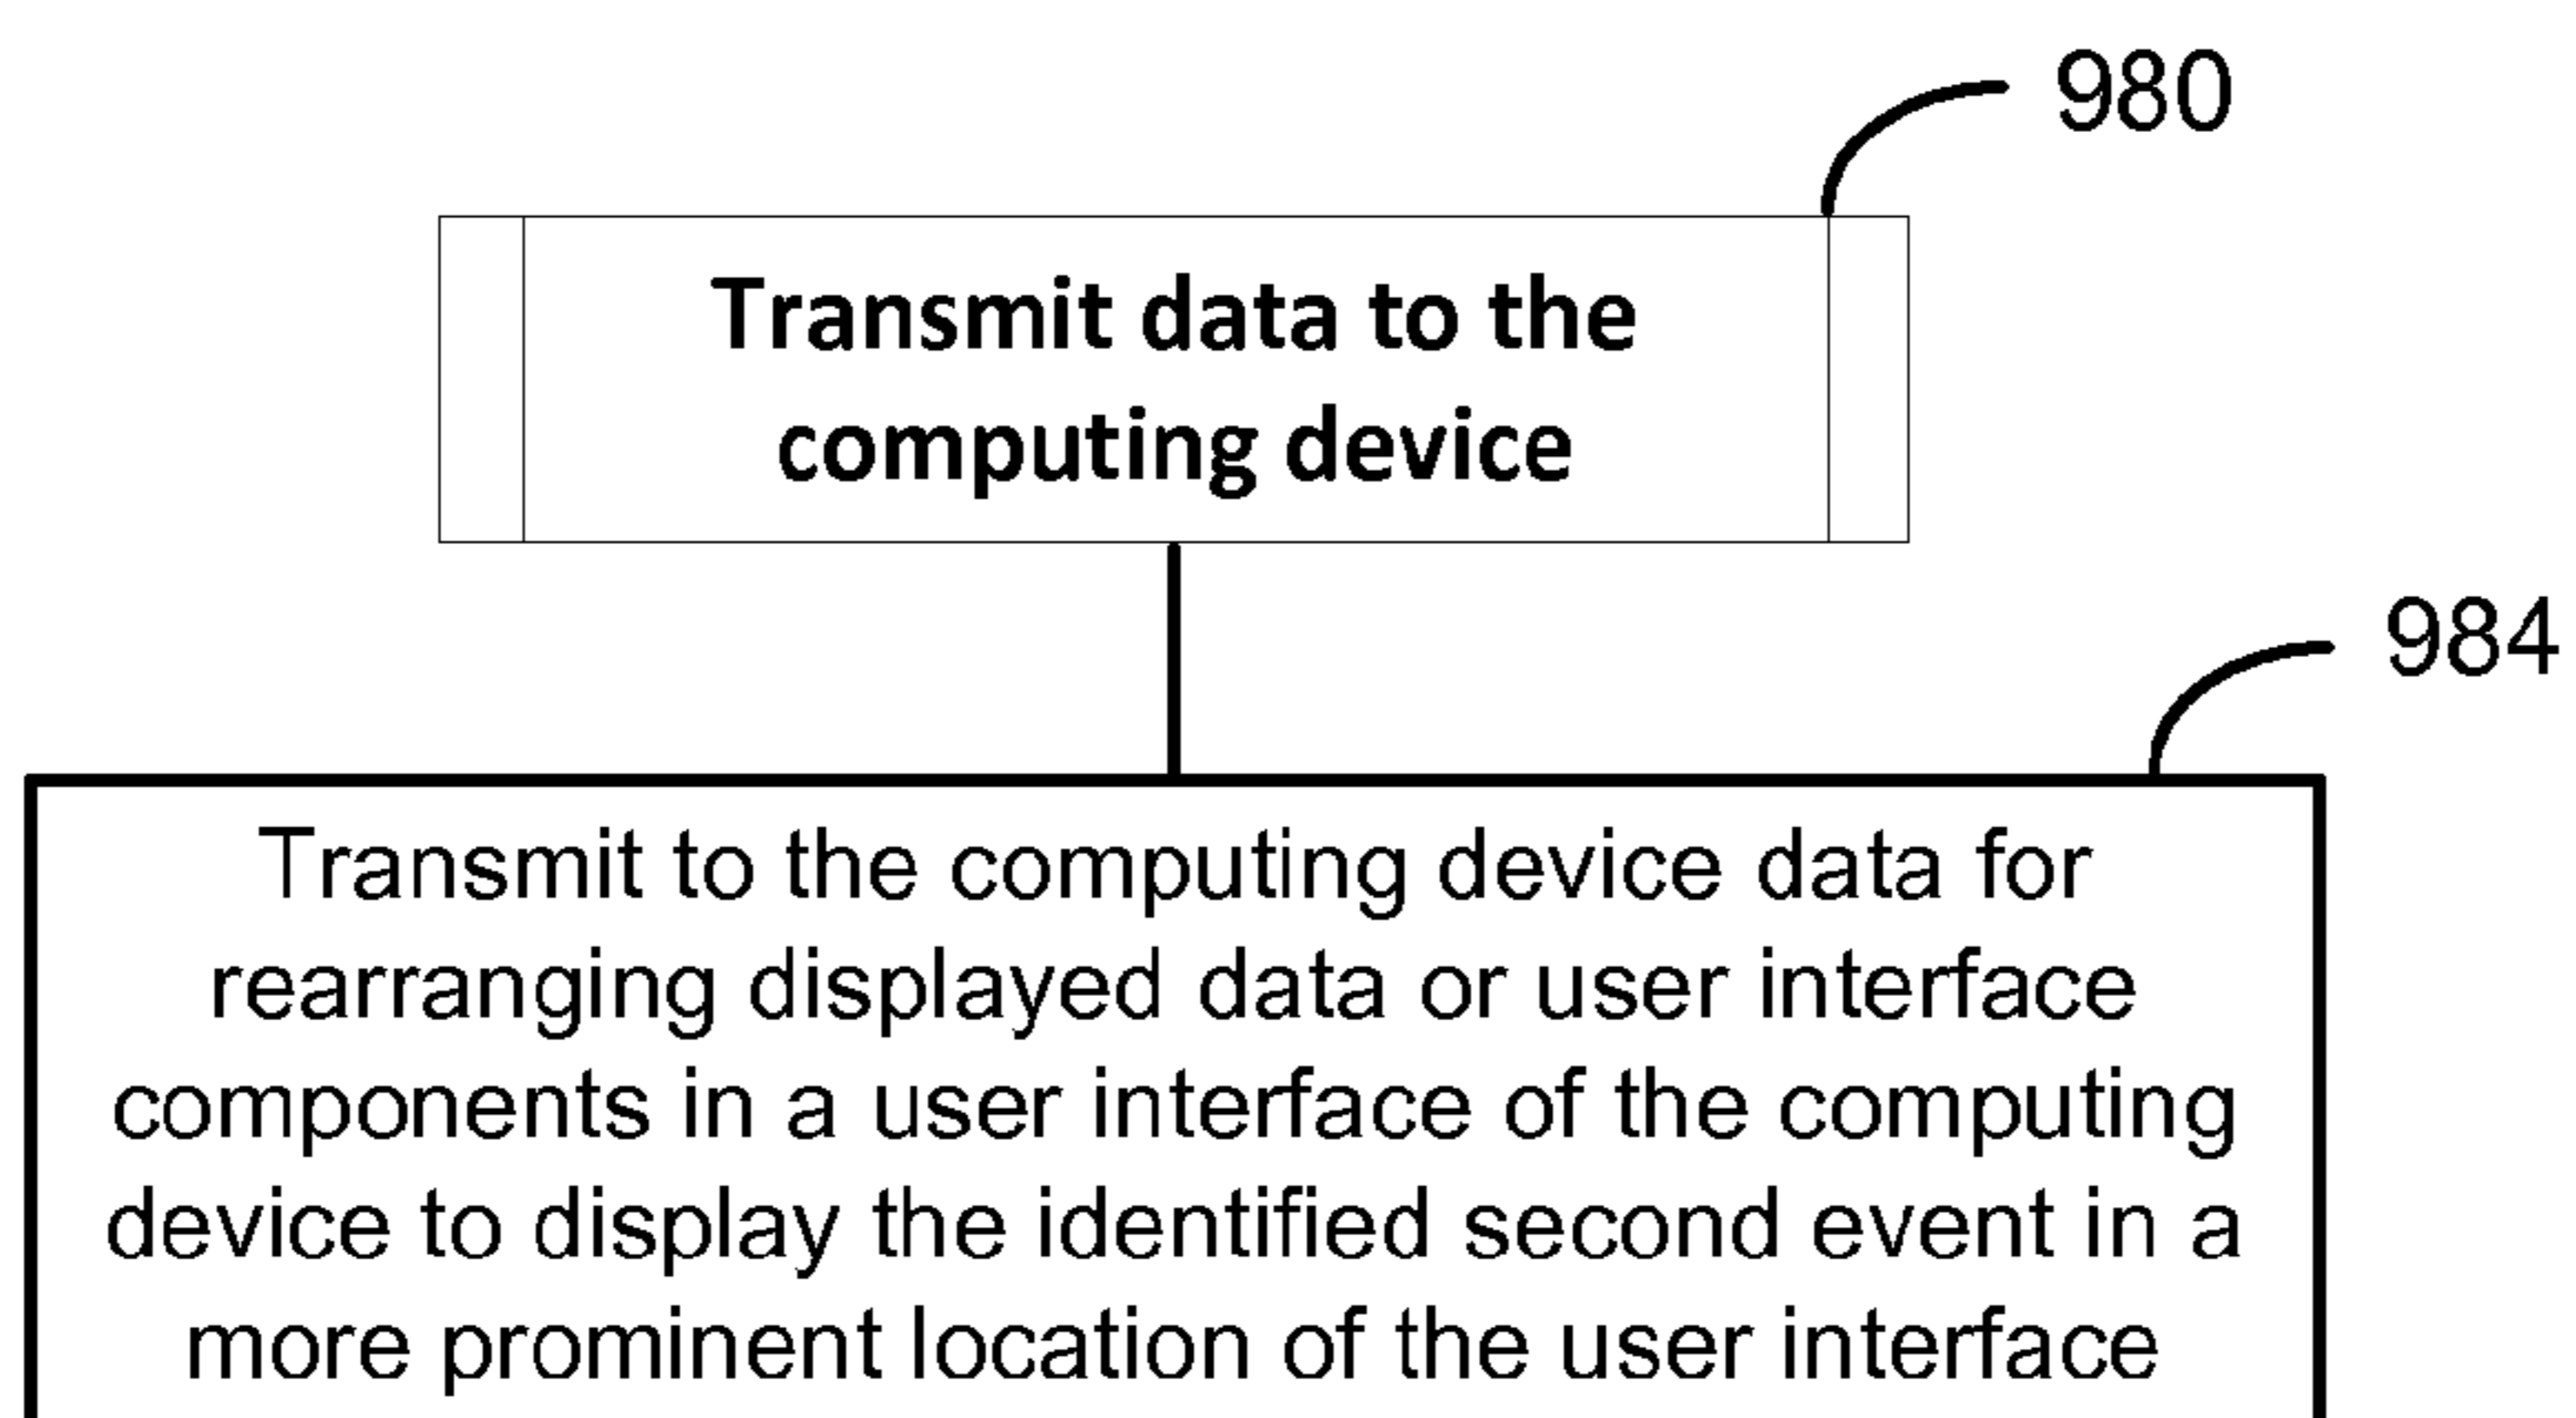 980
Transmit data to the
computing device
984
Transmit to the computing device data for
rearranging displayed data or user interface
components in a user interface of the computing
device to display the identified second event in a
more prominent location of the user interface